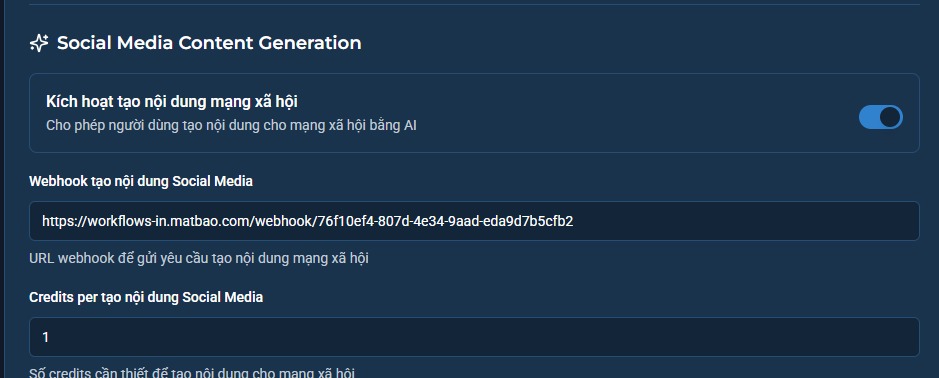 Social Media Content Generation
Kích hoạt tạo nội dung mạng xã hội
Cho phép người dùng tạo nội dung cho mạng xã hội bằng AI
Webhook tạo nội dung Social Media
https://workflows-in.matbao.com/webhook/76f10ef4-807d-4e34-9aad-eda9d7b5cfb2
URL webhook để gửi yêu cầu tạo nội dung mạng xã hội
Credits per tạo nội dung Social Media
1
Số credits cần thiết để tạo nội dung cho mạng xã hội